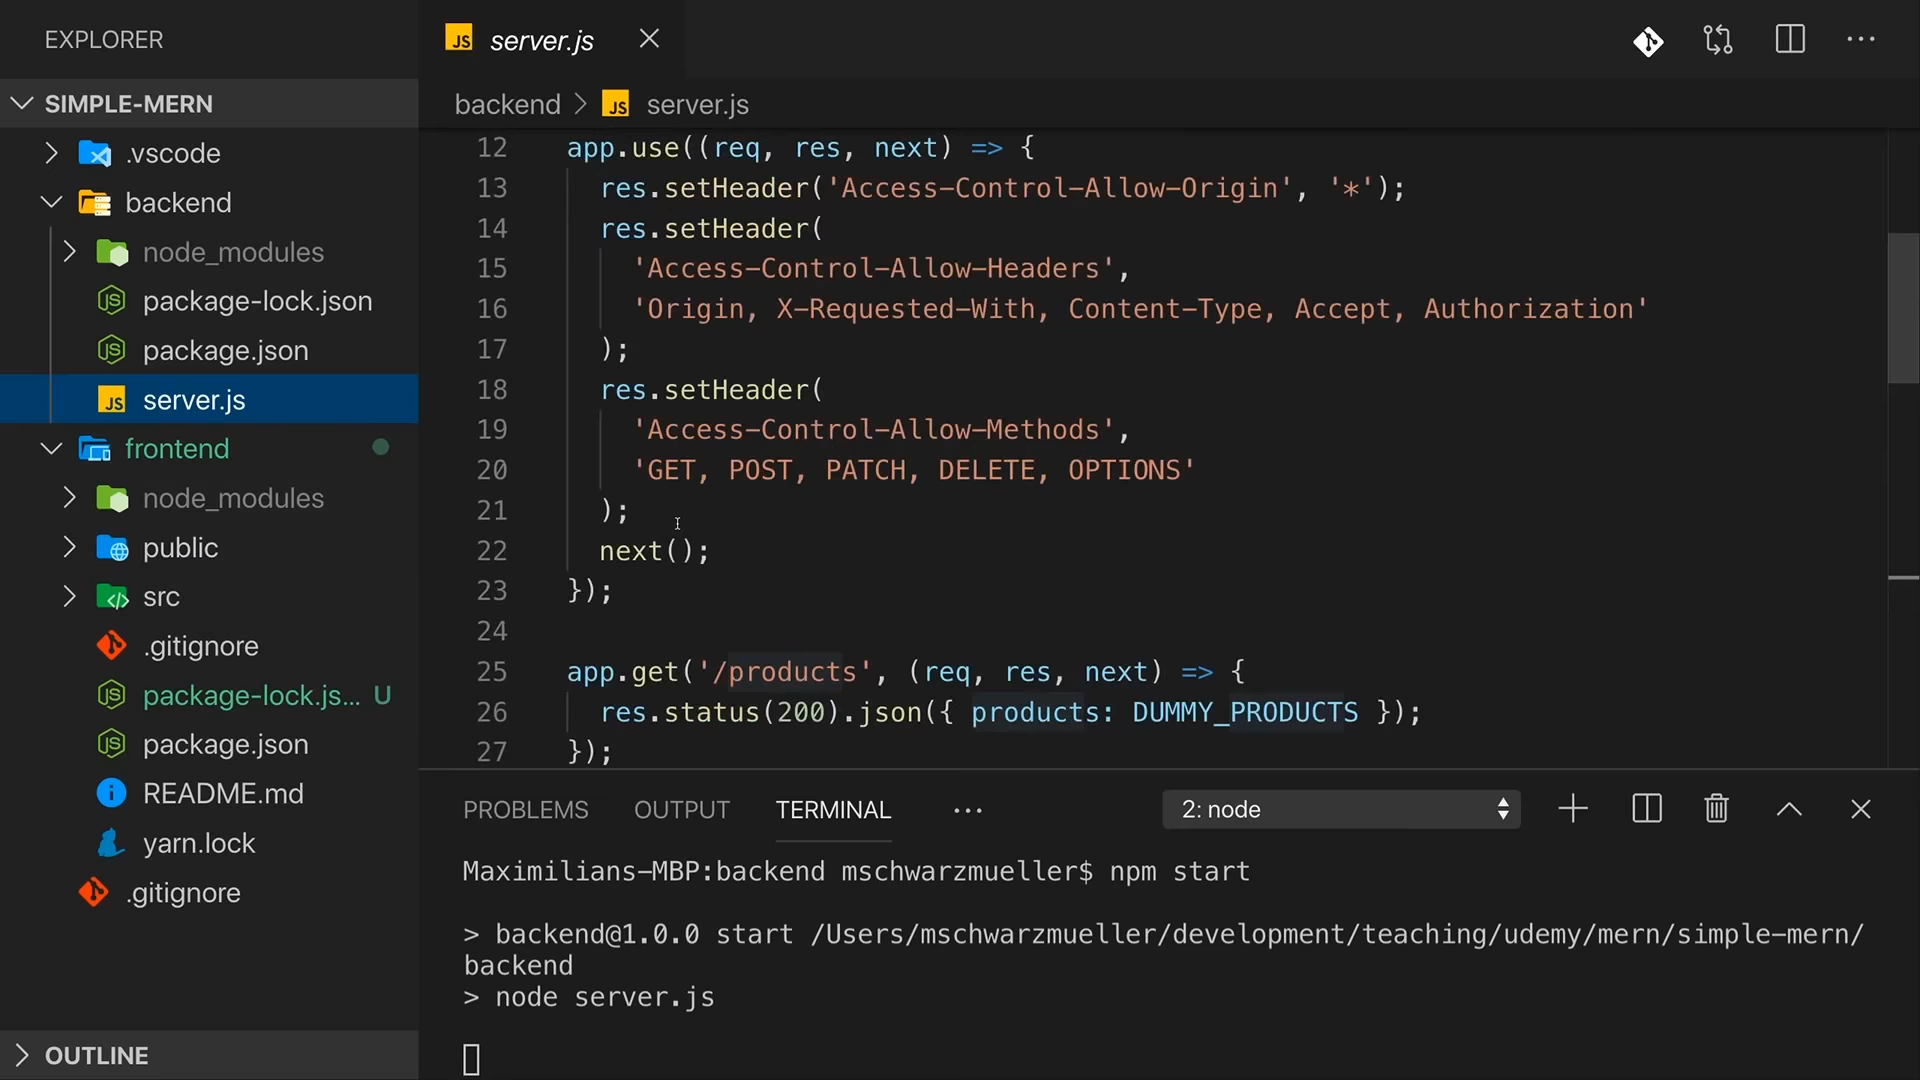 EXPLORER
SIMPLE-MERN
.vscode
backend
node_modules
package-lock.json
package.json
JS server.js
frontend
node_modules
public
src
.gitignore
package-lock.js... U
package.json
README.md
yarn.lock
.gitignore
OUTLINE
JS server.js
backend > JS server.js
12 app.use((req, res, next) => {
13 res.setHeader('Access-Control-Allow-Origin', '*');
14 res.setHeader(
15 'Access-Control-Allow-Headers',
16 'Origin, X-Requested-With, Content-Type, Accept, Authorization'
17 );
18 res.setHeader(
19 'Access-Control-Allow-Methods',
20 'GET, POST, PATCH, DELETE, OPTIONS'
21 );
22 next();
23 });
24
25 app.get('/products', (req, res, next) => {
26 res.status(200).json({ products: DUMMY_PRODUCTS });
27 });
PROBLEMS OUTPUT TERMINAL ... 2: node
Maximilians-MBP:backend mschwarzmueller$ npm start
> backend@1.0.0 start /Users/mschwarzmueller/development/teaching/udemy/mern/simple-mern/
backend
> node server.js